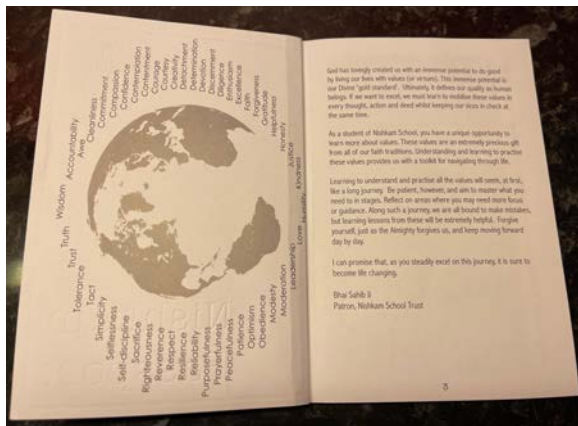 Accountability
Awe
Cleanliness
Commitment
Compassion
Confidence
Contemplation
Contentment
Courage
Courtesy
Creativity
Detachment
Determination
Devotion
Discernment
Diligence
Enthusiasm
Excellence
Faith
Forgiveness
Gratitude
Helpfulness
Honesty
Humility
Justice
Kindness
Leadership
Love
Moderation
Modesty
Obedience
Optimism
Patience
Peacefulness
Prayerfulness
Purposefulness
Reliability
Resilience
Respect
Reverence
Righteousness
Sacrifice
Self-discipline
Selflessness
Simplicity
Tact
Tolerance
Trust
Truth
Wisdom
God has lovingly created us with an immense potential to do good
by living our lives with values (or virtues). This immense potential is
our Divine 'gold standard'. Ultimately, it defines our quality as human
beings. If we want to excel, we must learn to mobilise these values in
every thought, action and deed whilst keeping our vices in check at
the same time.
As a student of Nishkam School, you have a unique opportunity to
learn more about values. These values are an extremely precious gift
from all of our faith traditions. Understanding and learning to practise
these values provides us with a toolkit for navigating through life.
Learning to understand and practise all the values will seem, at first,
like a long journey. Be patient, however, and aim to master what you
need to in stages. Reflect on areas where you may need more focus
or guidance. Along such a journey, we are all bound to make mistakes,
but learning lessons from these will be extremely helpful. Forgive
yourself, just as the Almighty forgives us, and keep moving forward
day by day.
I can promise that, as you steadily excel on this journey, it is sure to
become life changing.
Bhai Sahib Ji
Patron, Nishkam School Trust